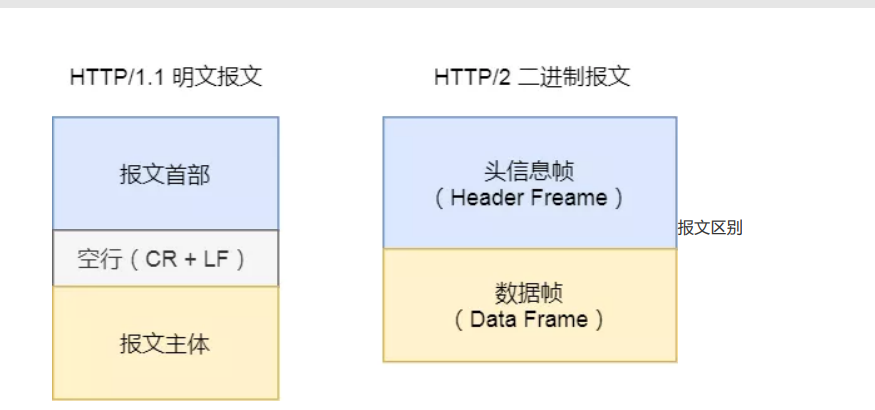 HTTP/1.1 明文报文
HTTP/2 二进制报文
报文首部
空行（CR + LF）
报文主体
头信息帧
（Header Freame）
数据帧
（Data Frame）
报文区别